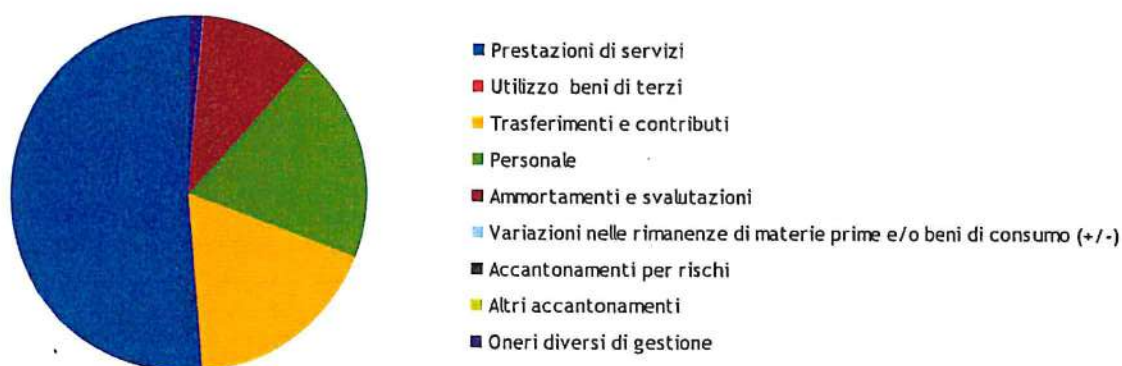 Prestazioni di servizi
Utilizzo beni di terzi
Trasferimenti e contributi
Personale
Ammortamenti e svalutazioni
Variazioni nelle rimanenze di materie prime e/o beni di consumo (+/-)
Accantonamenti per rischi
Altri accantonamenti
Oneri diversi di gestione